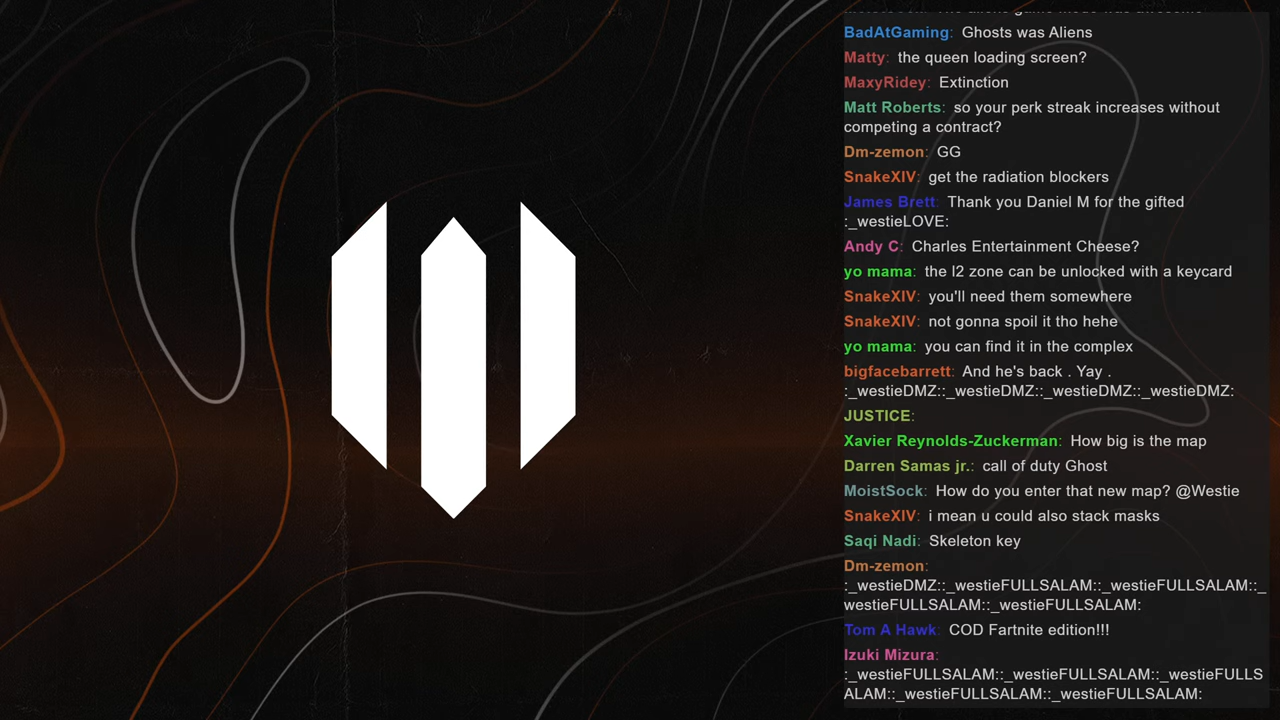 BadAtGaming: Ghosts was Aliens
Matty: the queen loading screen?
MaxyRidey: Extinction
Matt Roberts: so your perk streak increases without
competing a contract?
Dm-zemon: GG
SnakeXIV: get the radiation blockers
James Brett: Thank you Daniel M for the gifted
:_westieLOVE:
Andy C: Charles Entertainment Cheese?
yo mama: the l2 zone can be unlocked with a keycard
SnakeXIV: you'll need them somewhere
SnakeXIV: not gonna spoil it tho hehe
yo mama: you can find it in the complex
bigfacebarrett: And he's back . Yay .
:_westieDMZ::_westieDMZ::_westieDMZ::_westieDMZ:
JUSTICE:
Xavier Reynolds-Zuckerman: How big is the map
Darren Samas jr.: call of duty Ghost
MoistSock: How do you enter that new map? @Westie
SnakeXIV: i mean u could also stack masks
Saqi Nadi: Skeleton key
Dm-zemon:
:_westieDMZ::_westieFULLSALAM::_westieFULLSALAM::_
westieFULLSALAM::_westieFULLSALAM:
Tom A Hawk: COD Fartnite edition!!!
Izuki Mizura:
:_westieFULLSALAM::_westieFULLSALAM::_westieFULLS
ALAM::_westieFULLSALAM::_westieFULLSALAM: